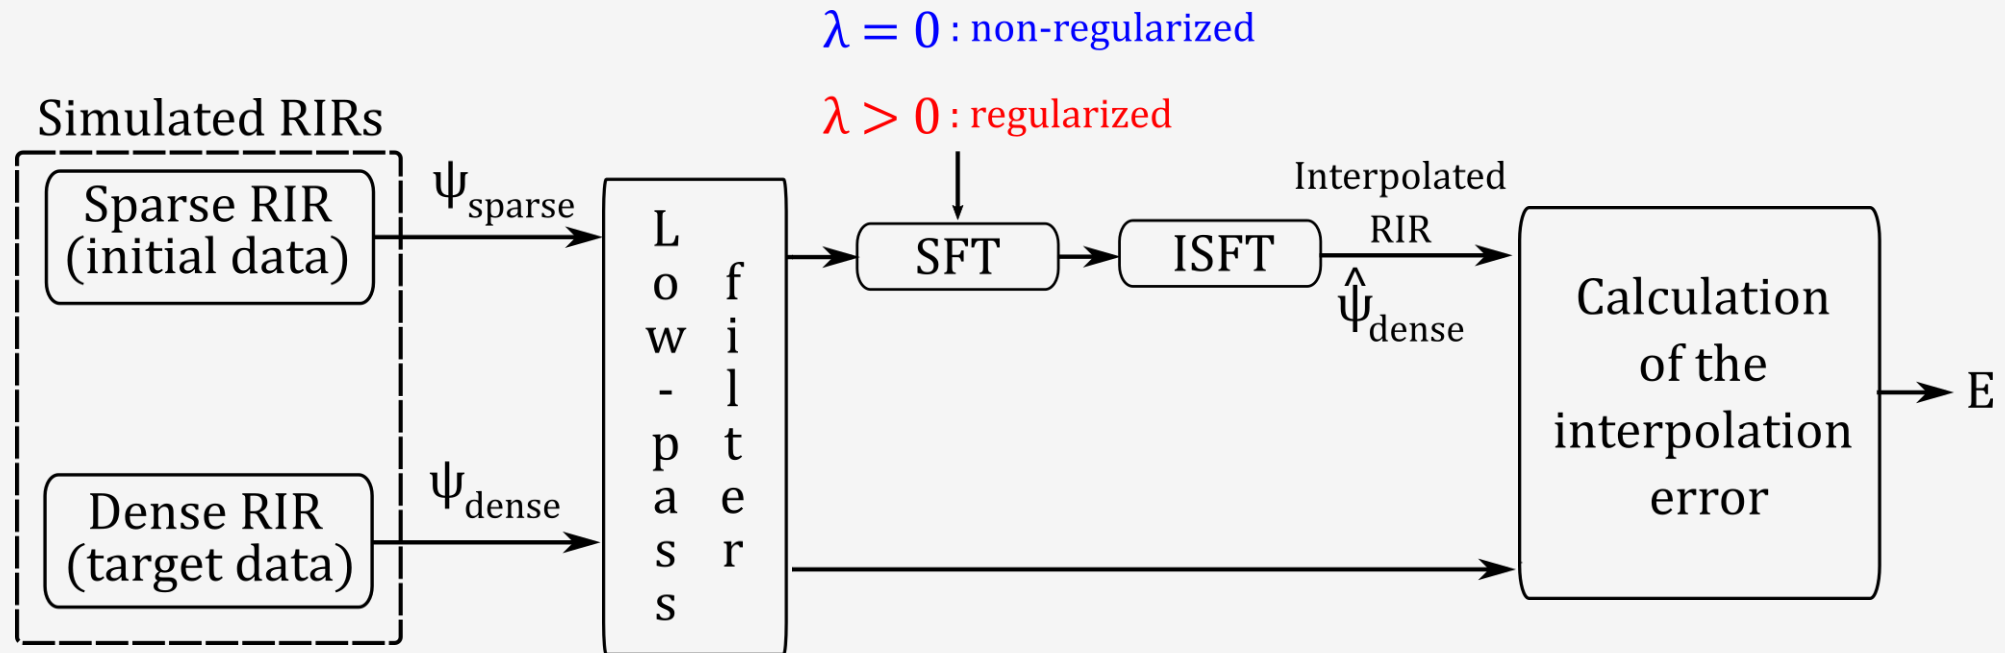 λ = 0 : non-regularized
λ > 0 : regularized
Simulated RIRs
Sparse RIR
(initial data)
ψsparse
Dense RIR
(target data)
ψdense
Low-pass
filter
SFT
ISFT
Interpolated
RIR
ψ̂dense
Calculation
of the
interpolation
error
E